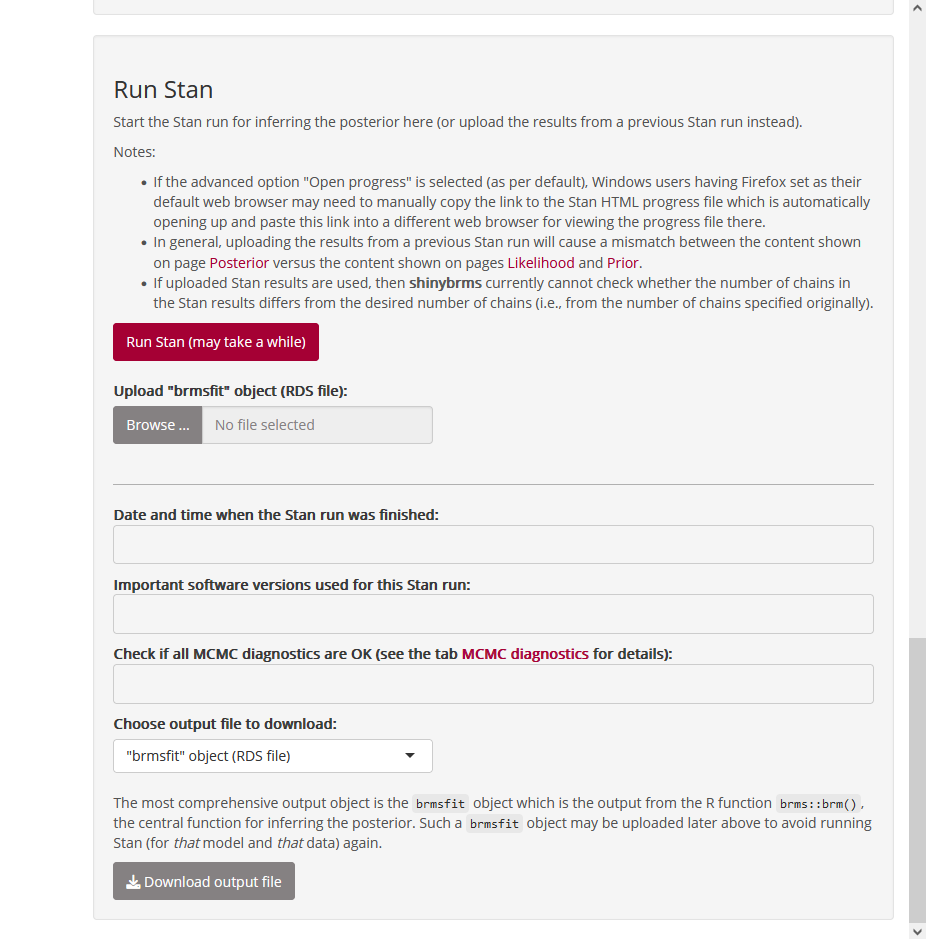 Run Stan
Start the Stan run for inferring the posterior here (or upload the results from a previous Stan run instead).
Notes:
If the advanced option "Open progress" is selected (as per default), Windows users having Firefox set as their
default web browser may need to manually copy the link to the Stan HTML progress file which is automatically
opening up and paste this link into a different web browser for viewing the progress file there.
In general, uploading the results from a previous Stan run will cause a mismatch between the content shown
on page Posterior versus the content shown on pages Likelihood and Prior.
If uploaded Stan results are used, then shinybrms currently cannot check whether the number of chains in
the Stan results differs from the desired number of chains (i.e., from the number of chains specified originally).
Run Stan (may take a while)
Upload "brmsfit" object (RDS file):
Browse ... No file selected
Date and time when the Stan run was finished:
Important software versions used for this Stan run:
Check if all MCMC diagnostics are OK (see the tab MCMC diagnostics for details):
Choose output file to download:
"brmsfit" object (RDS file)
The most comprehensive output object is the brmsfit object which is the output from the R function brms::brm(),
the central function for inferring the posterior. Such a brmsfit object may be uploaded later above to avoid running
Stan (for that model and that data) again.
Download output file